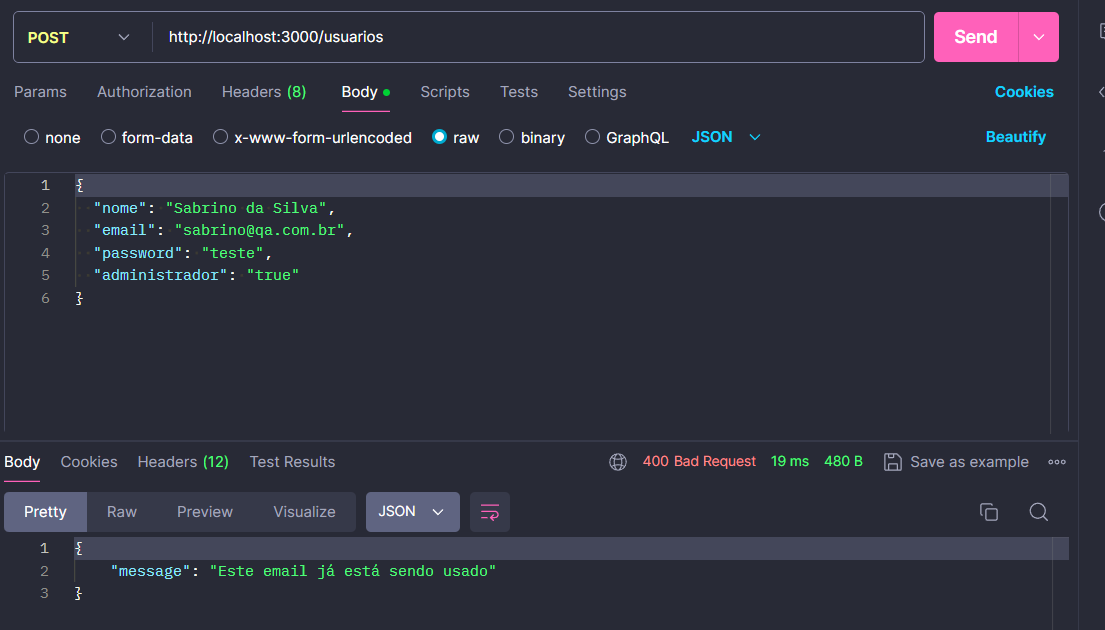 POST http://localhost:3000/usuarios Send
Params Authorization Headers (8) Body Scripts Tests Settings Cookies
none form-data x-www-form-urlencoded raw binary GraphQL JSON Beautify
1 {
2 "nome": "Sabrino da Silva",
3 "email": "sabrino@qa.com.br",
4 "password": "teste",
5 "administrador": "true"
6 }
Body Cookies Headers (12) Test Results 400 Bad Request 19 ms 480 B Save as example
Pretty Raw Preview Visualize JSON
1 {
2 "message": "Este email já está sendo usado"
3 }